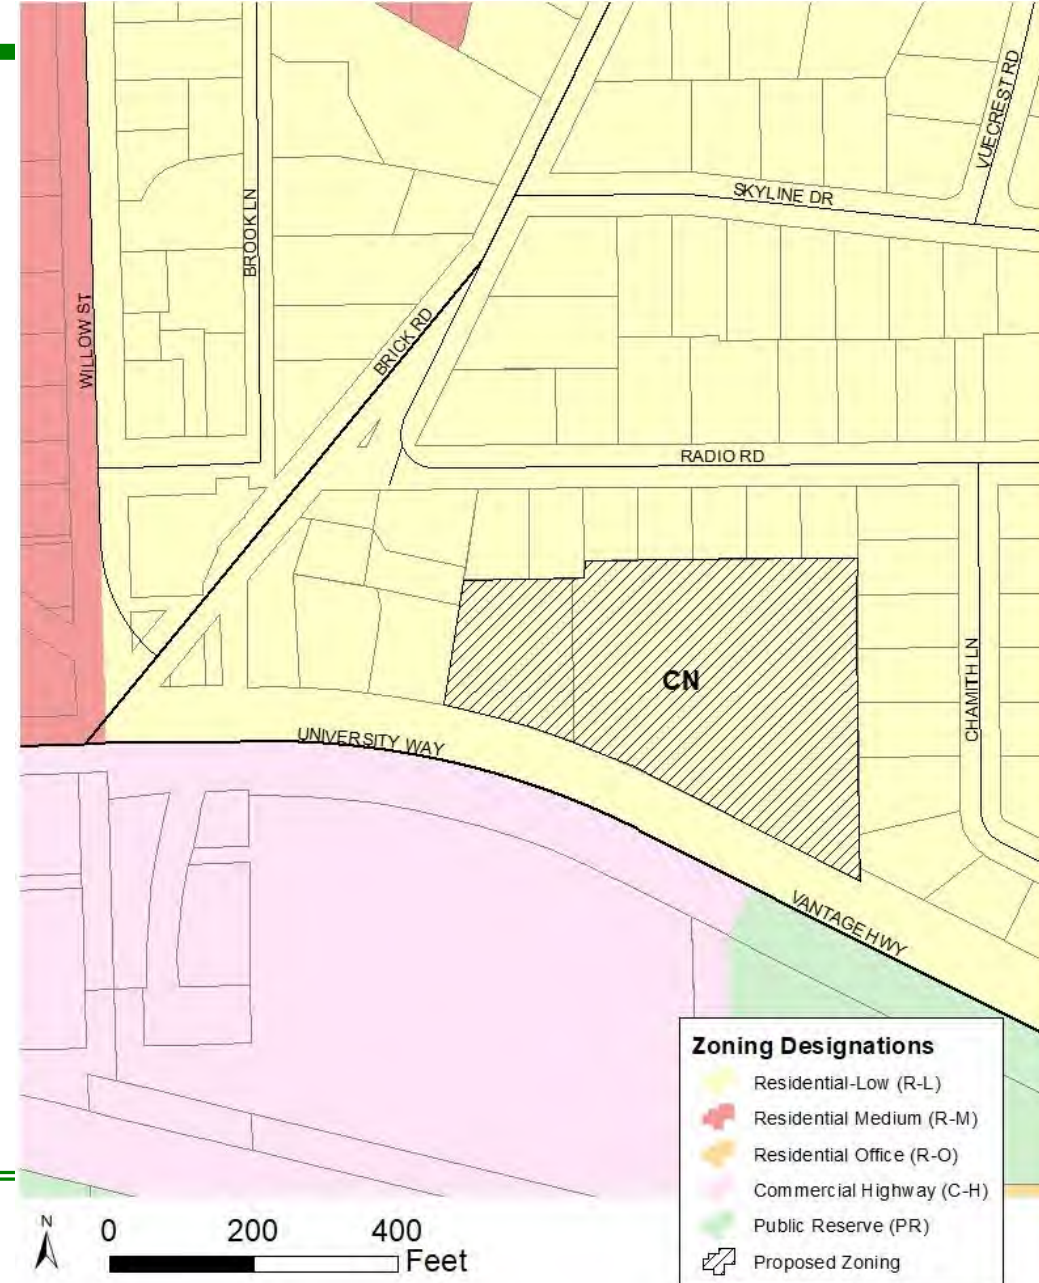 VUECREST RD
SKYLINE DR
BROOK LN
WILLOW ST
BRICK RD
RADIO RD
CHAMITH LN
CN
UNIVERSITY WAY
VANTAGE HWY
Zoning Designations
Residential-Low (R-L)
Residential Medium (R-M)
Residential Office (R-O)
Commercial Highway (C-H)
Public Reserve (PR)
Proposed Zoning
N
0 200 400
Feet